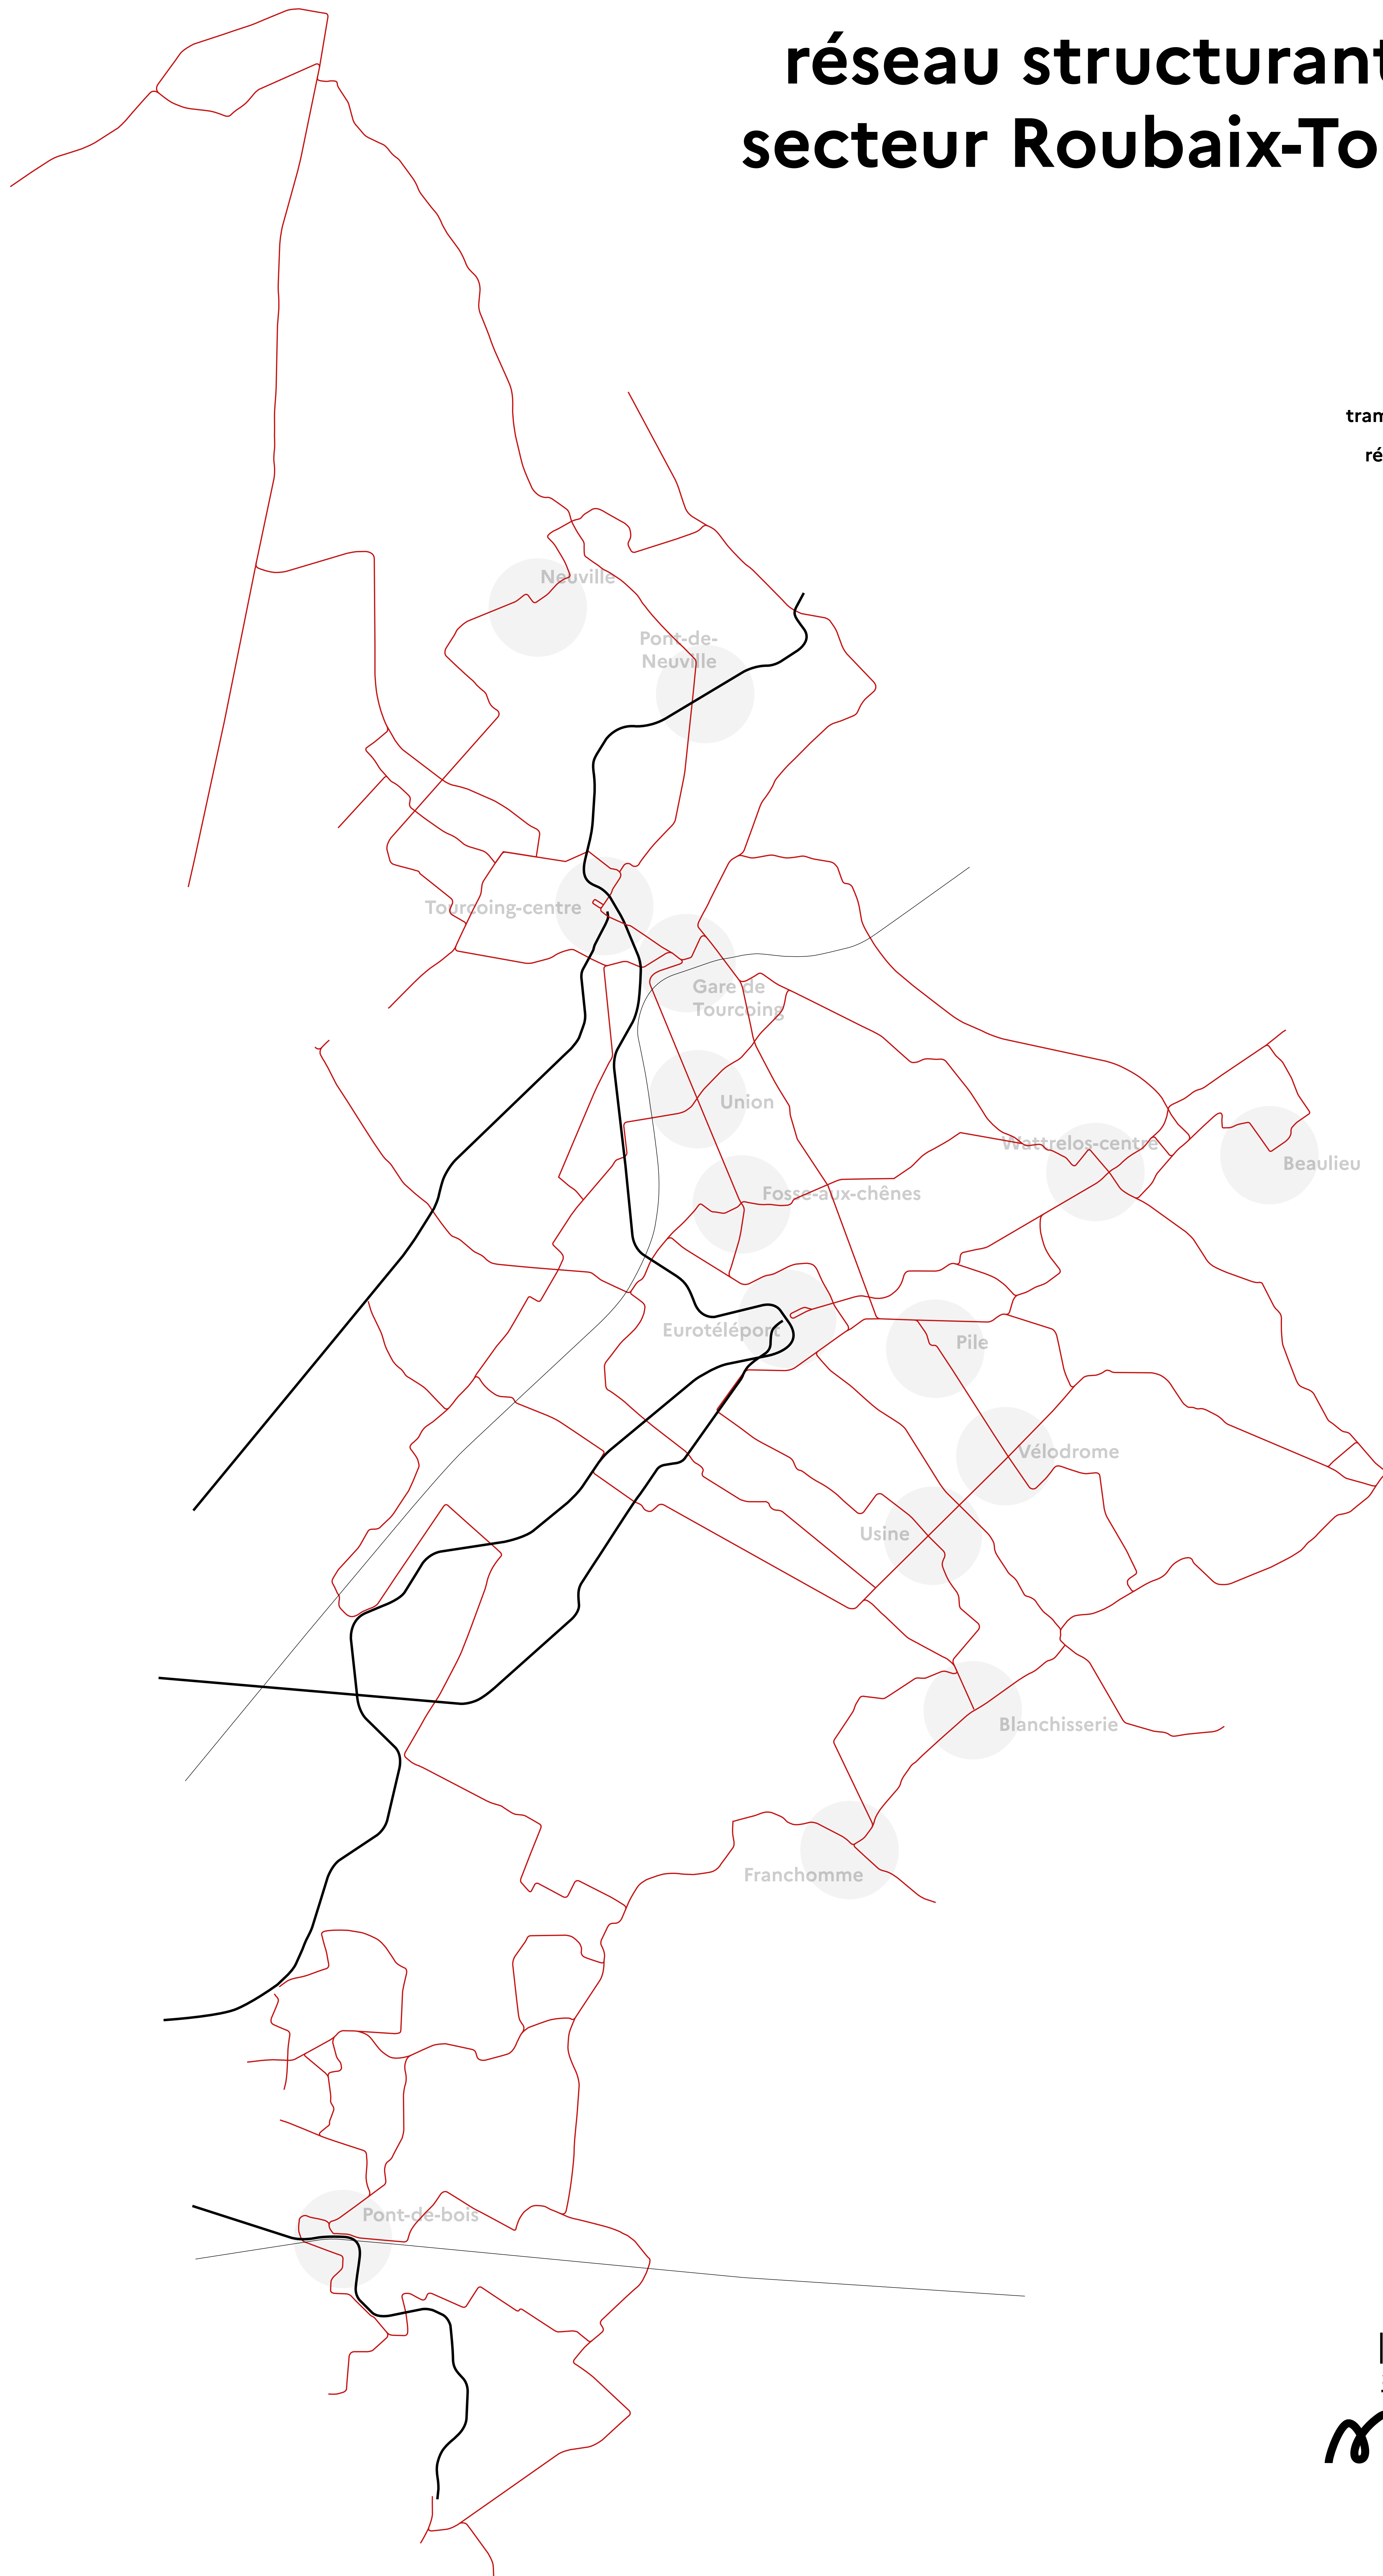 réseau structurant
secteur Roubaix-To
tram
ré
Neuville
Pont-de-
Neuville
Tourcoing-centre
Gare de
Tourcoing
Union
Wattrelos-centre
Beaulieu
Fosse-aux-chênes
Eurotéléport
Pile
Vélodrome
Usine
Blanchisserie
Franchomme
Pont-de-bois